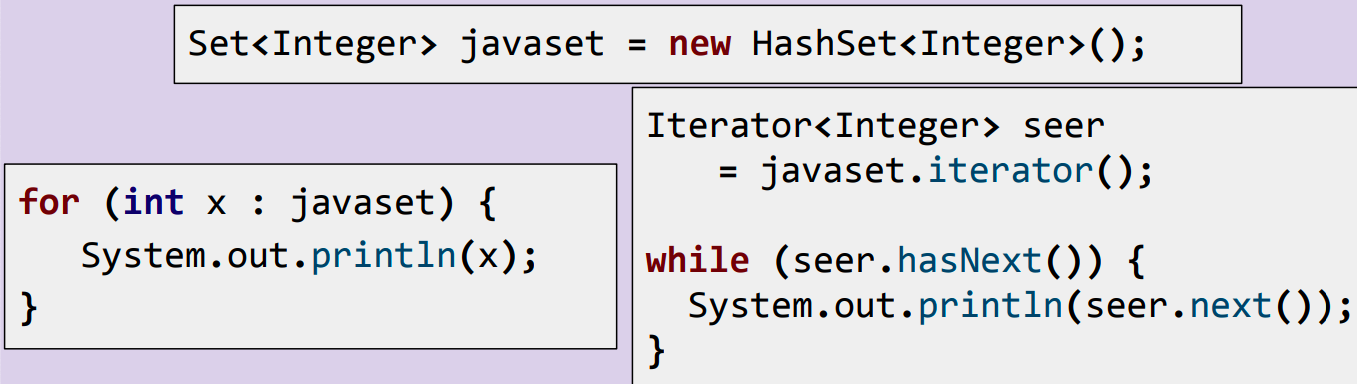 Set<Integer> javaset = new HashSet<Integer>();
for (int x : javaset) {
   System.out.println(x);
}
Iterator<Integer> seer
    = javaset.iterator();
while (seer.hasNext()) {
  System.out.println(seer.next());
}